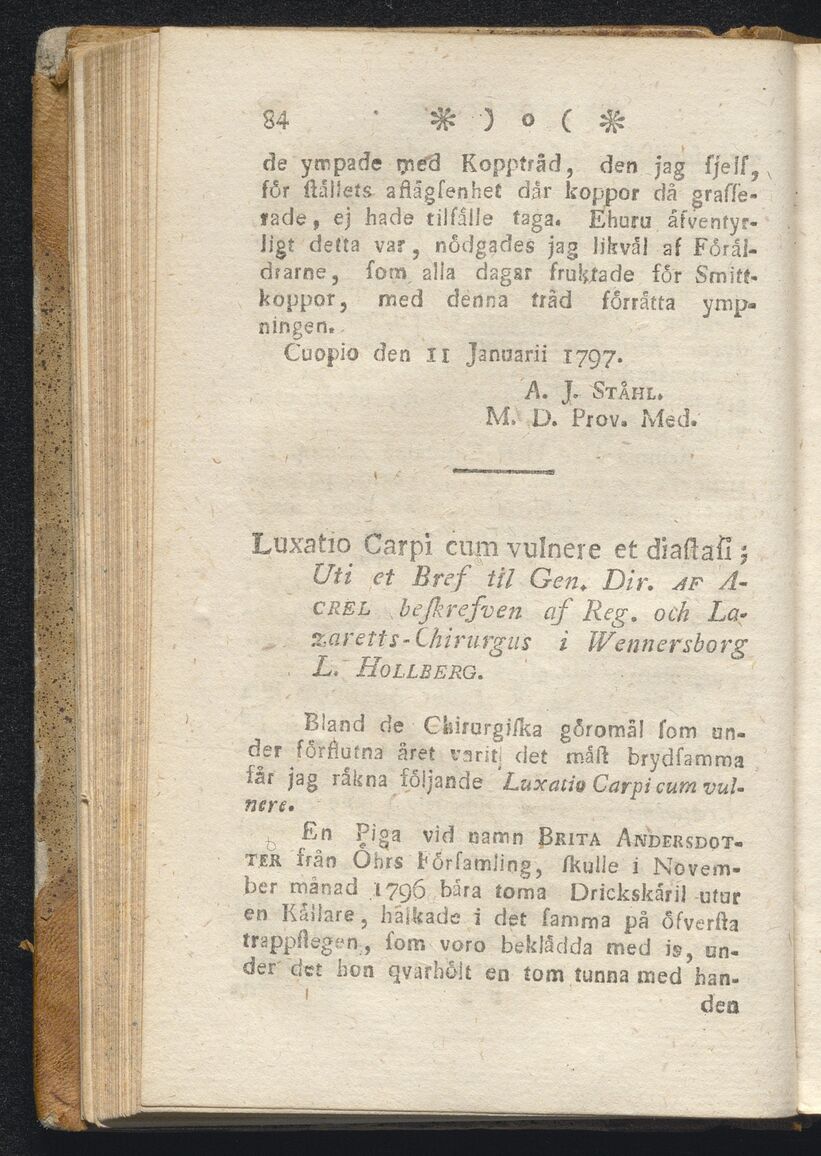 84 * ) o ( *
de ympade med Koppträd, den jag ſjelf,
för ſtällets aflägſenhet där koppor då graſſe-
rade, ej hade tilfälle taga. Ehuru äfventyr-
ligt detta var, nödgades jag likväl af Föräl-
drarne, ſom alla dagar fruktade för Smitt-
koppor, med denna tråd förrätta ymp-
ningen.
Cuopio den 11 Januarii 1797.
A. J. STÅHL.
M. D. Prov. Med.
Luxatio Carpi cum vulnere et diaſtaſi;
Uti et Bref til Gen. Dir. AF A-
CREL beſkrefven af Reg. och La-
zaretts-Chirurgus i Wennersborg
L. HOLLBERG.
Bland de Chirurgiſka göromål ſom un-
der förflutna året varit det mäſt brydſamma
får jag räkna följande Luxatio Carpi cum vul-
nere.
En Piga vid namn BRITA ANDERSDOT-
TER från Öhrs Förſamling, ſkulle i Novem-
ber månad 1796 bära toma Drickskäril utur
en Källare, halkade i det ſamma på öfverſta
trappſtegen, ſom voro beklädda med is, un-
der det hon qvarhölt en tom tunna med han-
den